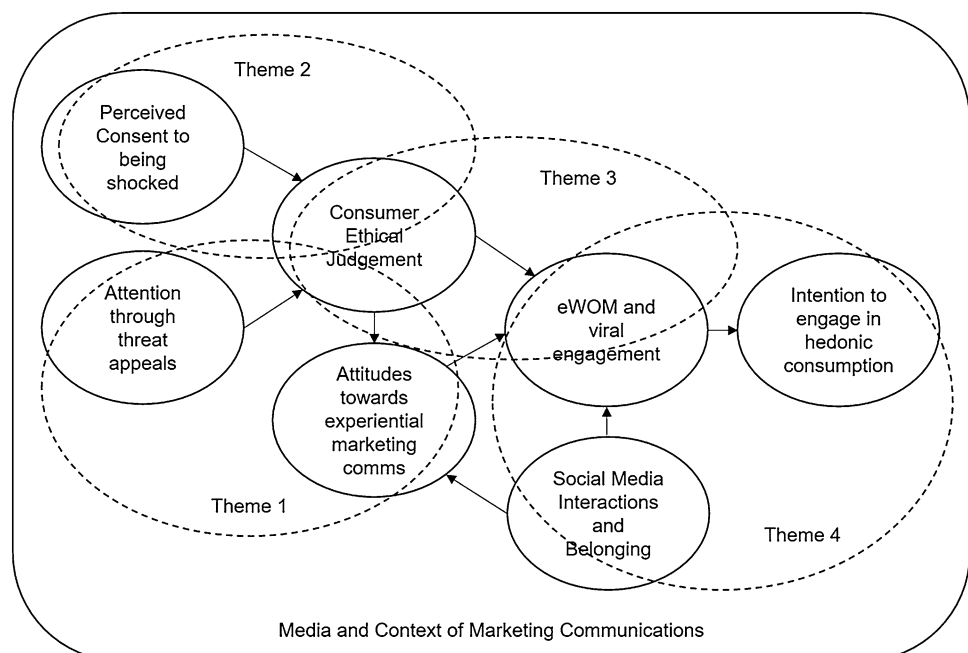 Theme 2
Perceived
Consent to
being
shocked
Theme 3
Consumer
Ethical
Judgement
Attention
through
threat
appeals
eWOM and
viral
engagement
Intention to
engage in
hedonic
consumption
Attitudes
towards
experiential
marketing
comms
Theme 1
Social Media
Interactions
and
Belonging
Theme 4
Media and Context of Marketing Communications